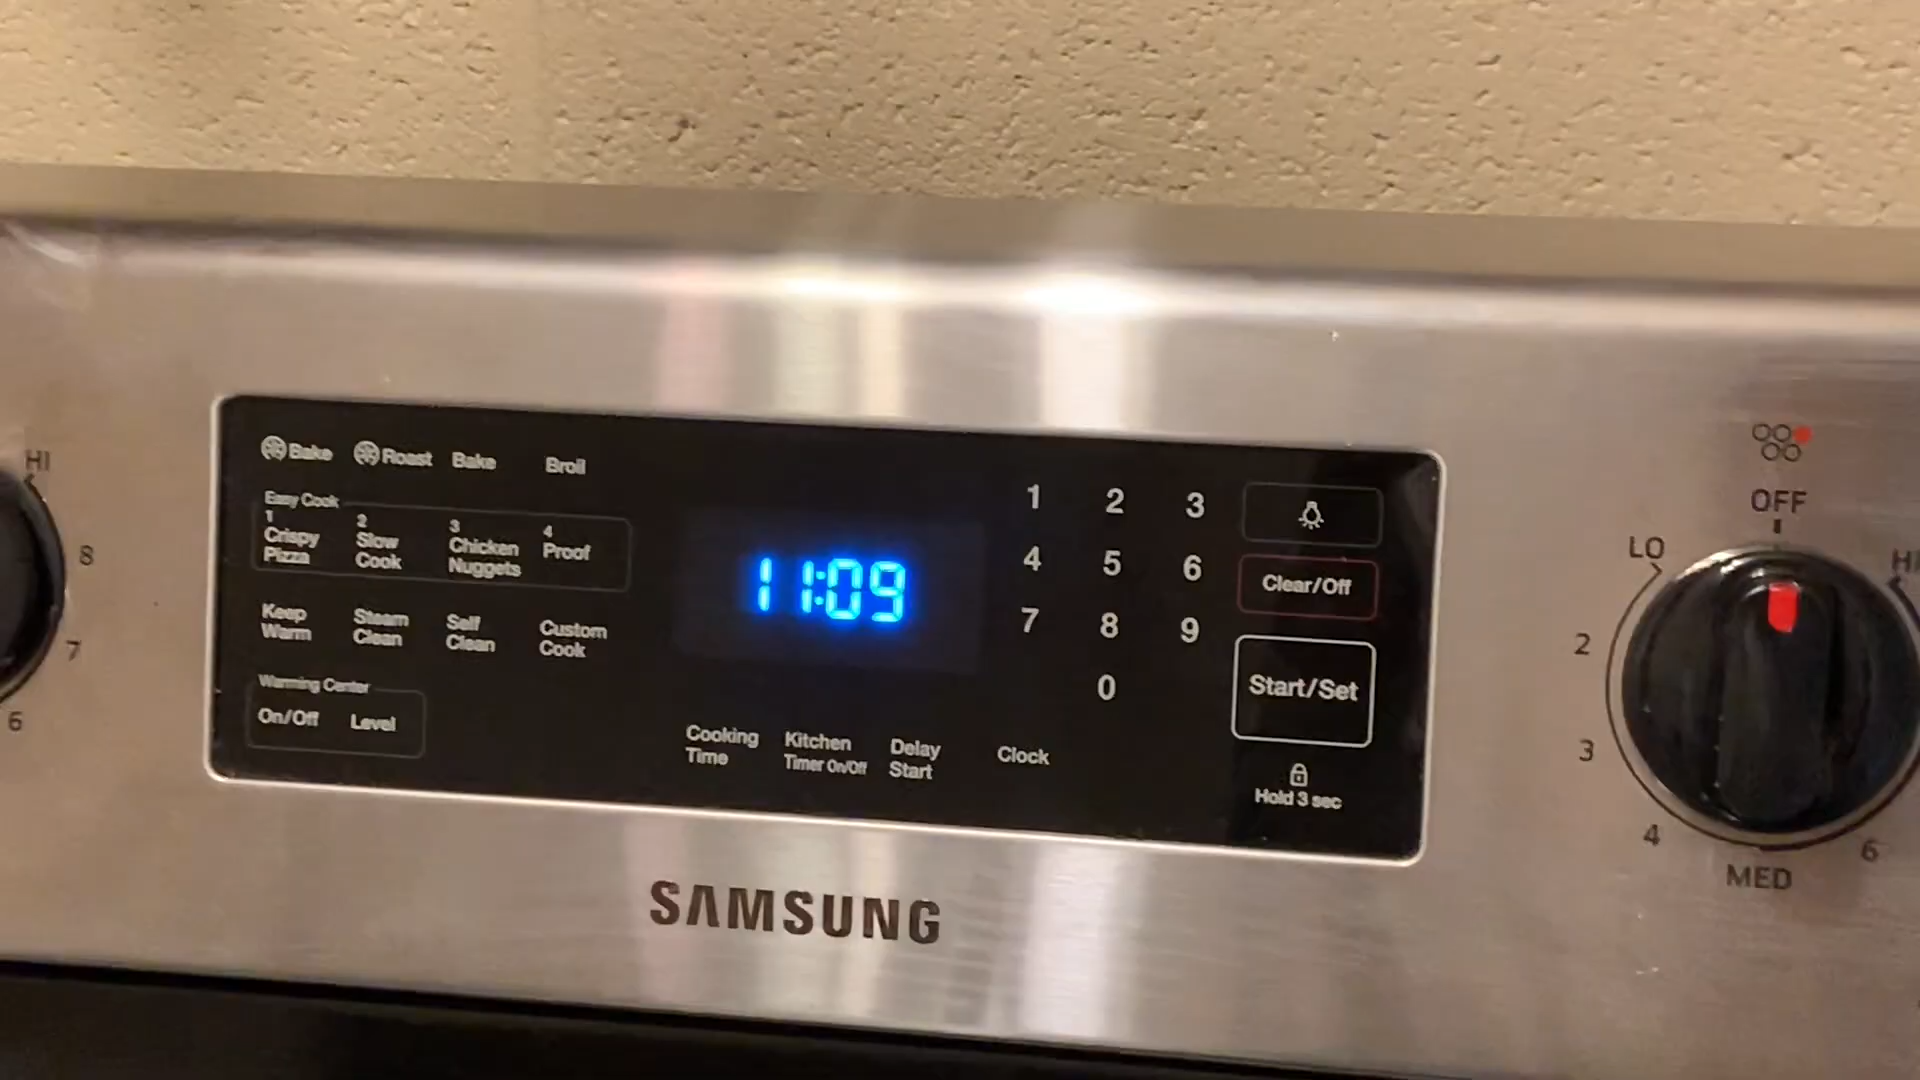 HI
8
7
6
Bake Roast Bake Broil
Easy Cook
1 2 3 4
Crispy Pizza
Slow Cook
Chicken Nuggets
Proof
Keep Warm
Steam Clean
Self Clean
Custom Cook
Warming Center
On/Off Level
11:09
Cooking Time
Kitchen Timer On/Off
Delay Start
Clock
1 2 3
4 5 6
7 8 9
0
Clear/Off
Start/Set
Hold 3 sec
SAMSUNG
OFF
LO
HI
2
3
4
MED
6